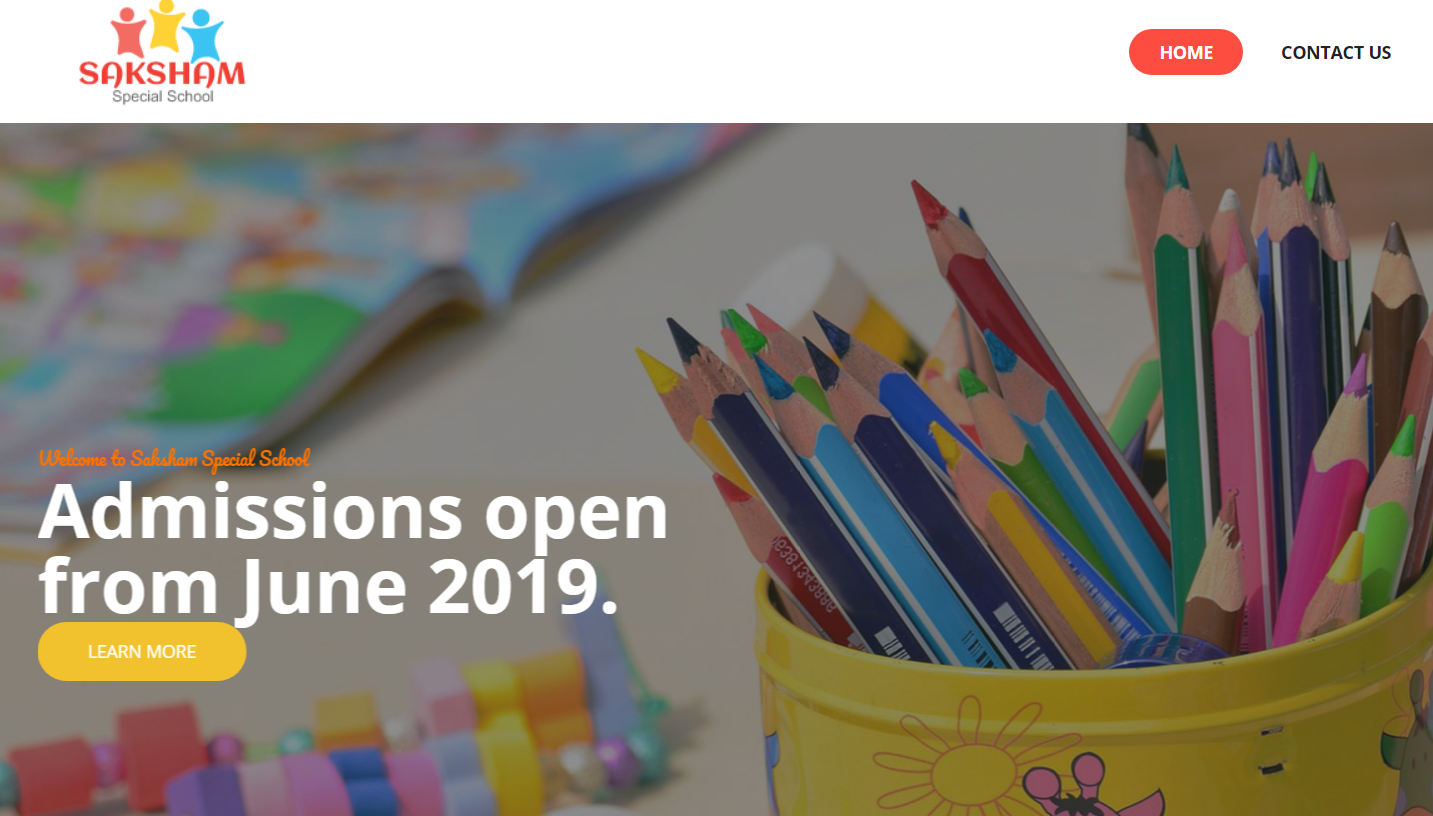 SAKSHAM
Special School
HOME
CONTACT US
Welcome to Saksham Special School
Admissions open
from June 2019.
LEARN MORE